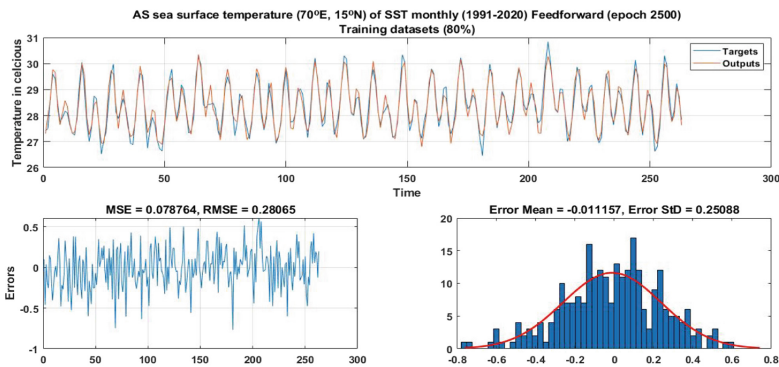 AS sea surface temperature (70ºE, 15ºN) of SST monthly (1991-2020) Feedforward (epoch 2500)
Training datasets (80%)
Temperature in celcious
31
30
29
28
27
26
Targets
Outputs
0 50 100 150 200 250 300
Time
MSE = 0.078764, RMSE = 0.28065
Errors
0.5
0
-0.5
-1
0 50 100 150 200 250 300
Error Mean = -0.011157, Error StD = 0.25088
20
15
10
5
0
-0.8 -0.6 -0.4 -0.2 0 0.2 0.4 0.6 0.8